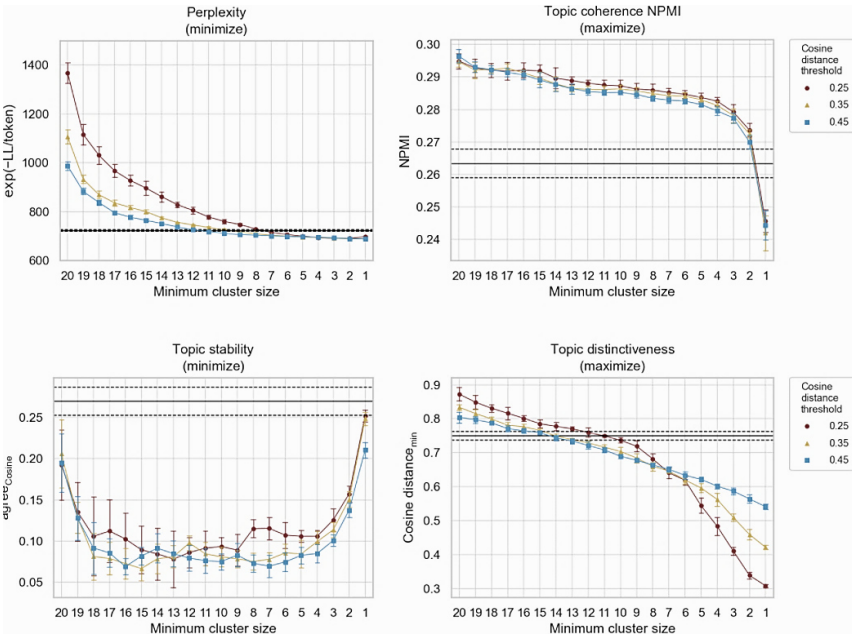 Perplexity
(minimize)
exp(−LL/token)
1400
1200
1000
800
600
20 19 18 17 16 15 14 13 12 11 10 9 8 7 6 5 4 3 2 1
Minimum cluster size
Topic coherence NPMI
(maximize)
NPMI
0.30
0.29
0.28
0.27
0.26
0.25
0.24
20 19 18 17 16 15 14 13 12 11 10 9 8 7 6 5 4 3 2 1
Minimum cluster size
Cosine
distance
threshold
0.25
0.35
0.45
Topic stability
(minimize)
0.25
0.20
0.15
0.10
0.05
20 19 18 17 16 15 14 13 12 11 10 9 8 7 6 5 4 3 2 1
Minimum cluster size
Topic distinctiveness
(maximize)
Cosine distance min
0.9
0.8
0.7
0.6
0.5
0.4
0.3
20 19 18 17 16 15 14 13 12 11 10 9 8 7 6 5 4 3 2 1
Minimum cluster size
Cosine
distance
threshold
0.25
0.35
0.45